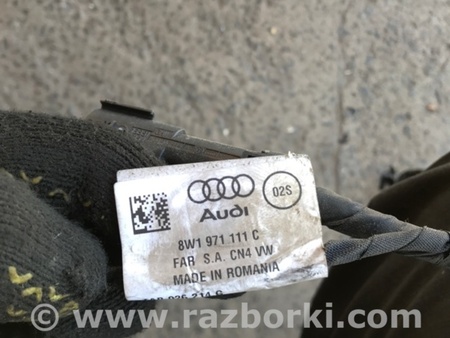 02S
Audi
8W1 971 111 C
FAR S.A. CN4 VW
MADE IN ROMANIA
www.razborki.com